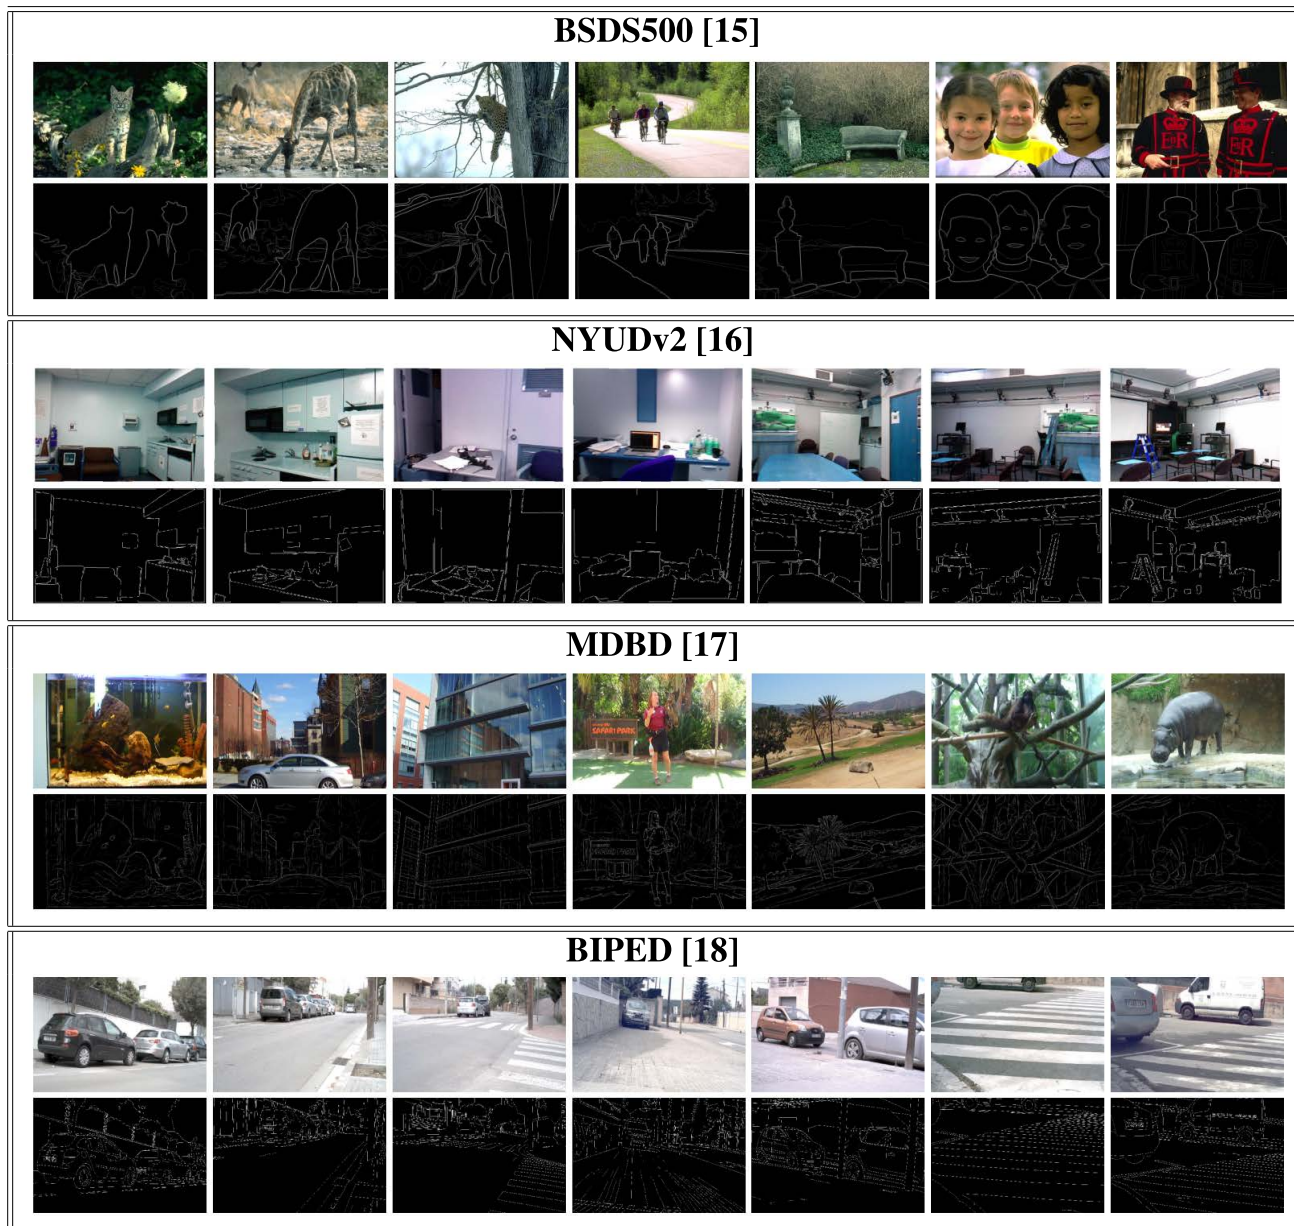 BSDS500 [15]
E R
E R
NYUDv2 [16]
MDBD [17]
SAFARI PARK
BIPED [18]